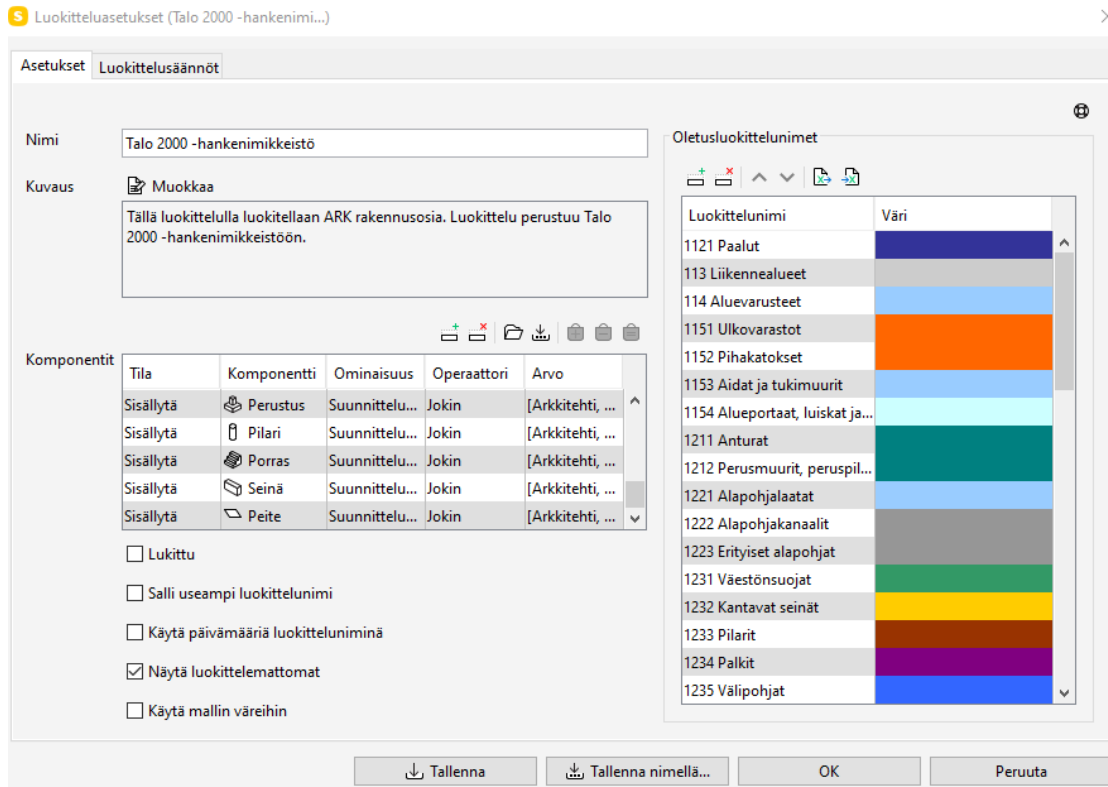 S Luokitteluasetukset (Talo 2000 -hankenimi...)
Asetukset Luokittelusäännöt
Nimi Talo 2000 -hankenimikkeistö
Kuvaus Muokkaa
Tällä luokittelulla luokitellaan ARK rakennusosia. Luokittelu perustuu Talo
2000 -hankenimikkeistöön.
Komponentit
Tila Komponentti Ominaisuus Operaattori Arvo
Sisällytä Perustus Suunnittelu... Jokin [Arkkitehti, ...
Sisällytä Pilari Suunnittelu... Jokin [Arkkitehti, ...
Sisällytä Porras Suunnittelu... Jokin [Arkkitehti, ...
Sisällytä Seinä Suunnittelu... Jokin [Arkkitehti, ...
Sisällytä Peite Suunnittelu... Jokin [Arkkitehti, ...
Lukittu
Salli useampi luokittelunimi
Käytä päivämääriä luokitteluniminä
Näytä luokittelemattomat
Käytä mallin väreihin
Oletusluokittelunimet
Luokittelunimi Väri
1121 Paalut
113 Liikennealueet
114 Aluevarusteet
1151 Ulkovarastot
1152 Pihakatokset
1153 Aidat ja tukimuurit
1154 Alueportaat, luiskat ja...
1211 Anturat
1212 Perusmuurit, peruspil...
1221 Alapohjalaatat
1222 Alapohjakanaalit
1223 Erityiset alapohjat
1231 Väestönsuojat
1232 Kantavat seinät
1233 Pilarit
1234 Palkit
1235 Välipohjat
Tallenna Tallenna nimellä... OK Peruuta